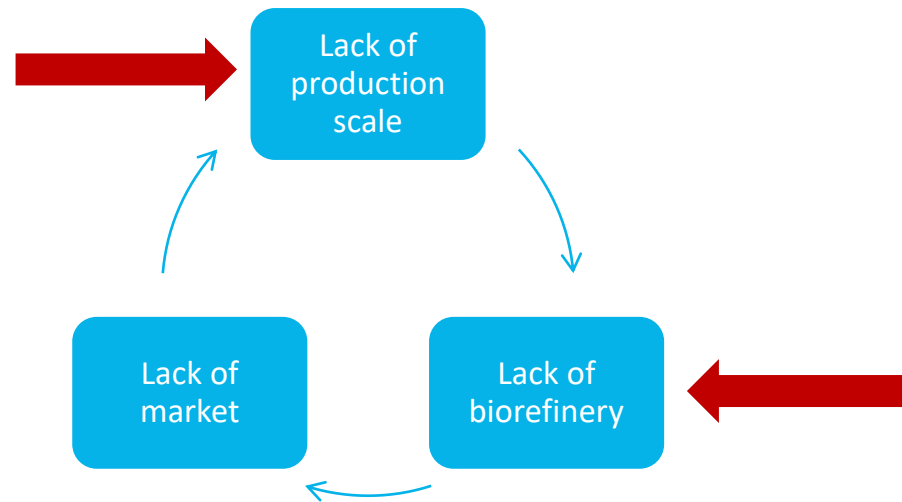 Lack of
production
scale
Lack of
market
Lack of
biorefinery